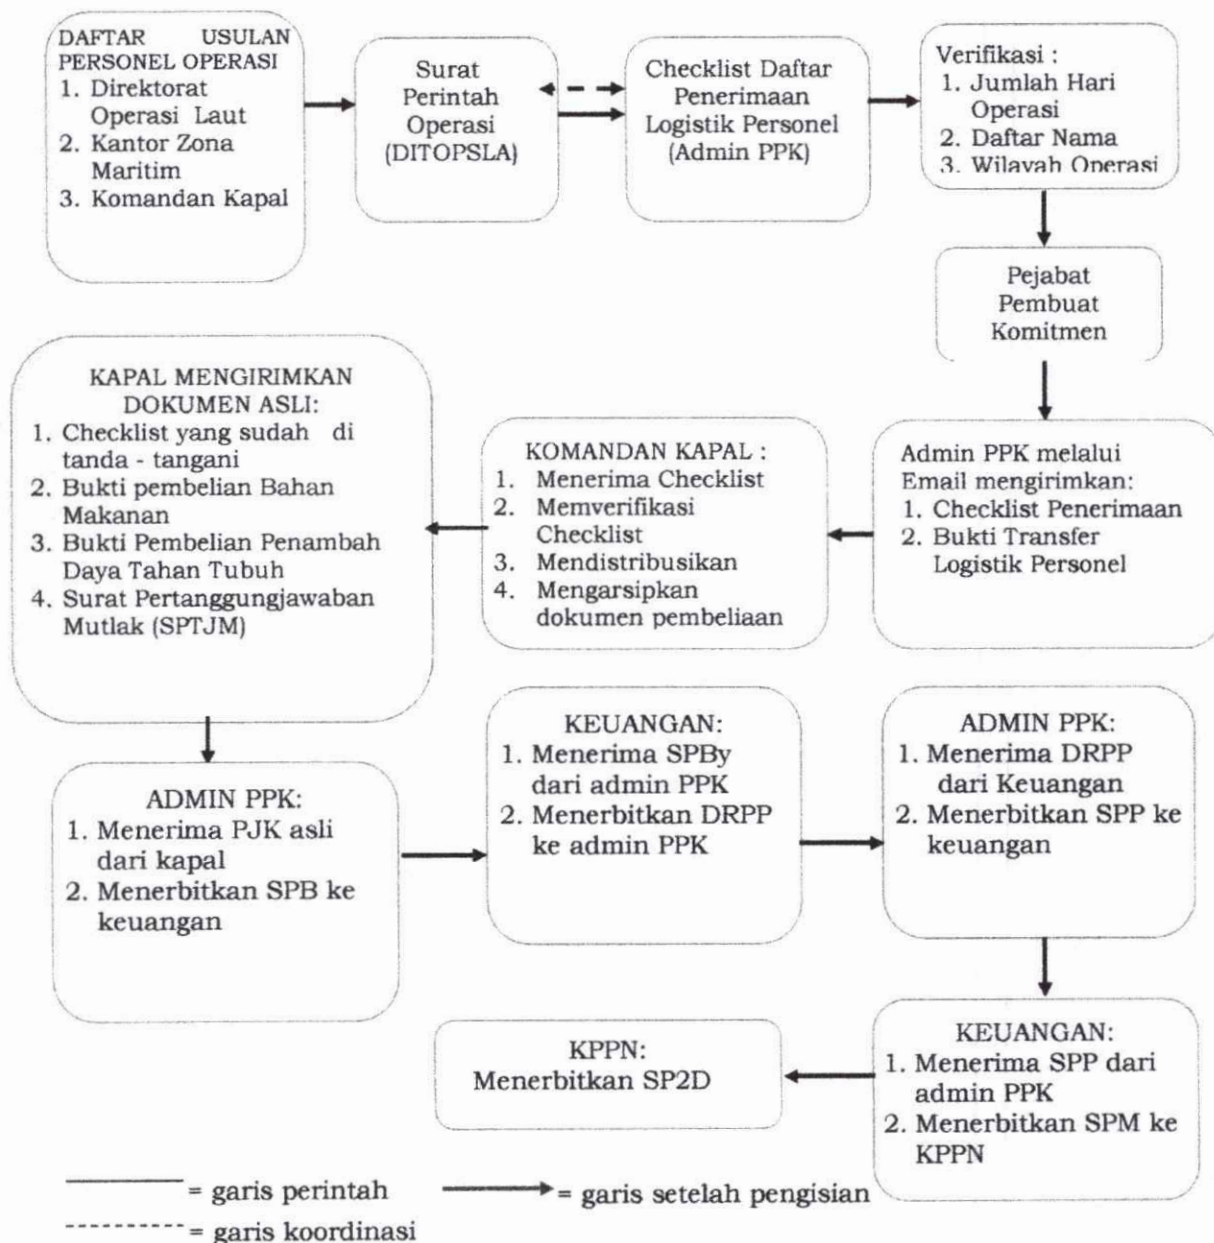 DAFTAR USULAN
PERSONEL OPERASI
1. Direktorat
Operasi Laut
2. Kantor Zona
Maritim
3. Komandan Kapal
Surat
Perintah
Operasi
(DITOPSLA)
Checklist Daftar
Penerimaan
Logistik Personel
(Admin PPK)
Verifikasi :
1. Jumlah Hari
Operasi
2. Daftar Nama
3. Wilayah Operasi
Pejabat
Pembuat
Komitmen
Admin PPK melalui
Email mengirimkan:
1. Checklist Penerimaan
2. Bukti Transfer
Logistik Personel
KOMANDAN KAPAL :
1. Menerima Checklist
2. Memverifikasi
Checklist
3. Mendistribusikan
4. Mengarsipkan
dokumen pembeliaan
KAPAL MENGIRIMKAN
DOKUMEN ASLI:
1. Checklist yang sudah di
tanda - tangani
2. Bukti pembelian Bahan
Makanan
3. Bukti Pembelian Penambah
Daya Tahan Tubuh
4. Surat Pertanggungjawaban
Mutlak (SPTJM)
ADMIN PPK:
1. Menerima PJK asli
dari kapal
2. Menerbitkan SPB ke
keuangan
KEUANGAN:
1. Menerima SPBy
dari admin PPK
2. Menerbitkan DRPP
ke admin PPK
ADMIN PPK:
1. Menerima DRPP
dari Keuangan
2. Menerbitkan SPP ke
keuangan
KEUANGAN:
1. Menerima SPP dari
admin PPK
2. Menerbitkan SPM ke
KPPN
KPPN:
Menerbitkan SP2D
= garis perintah
= garis setelah pengisian
= garis koordinasi